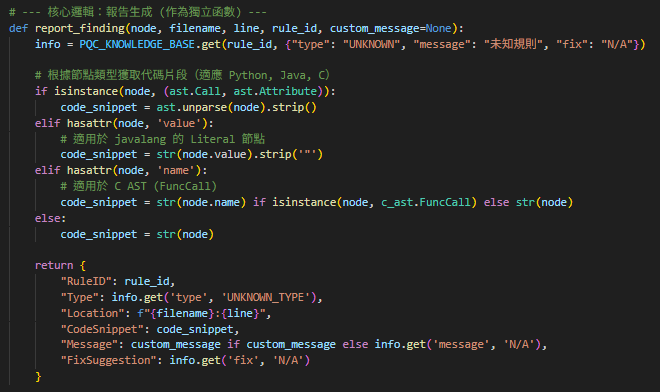 # --- 核心邏輯：報告生成 (作為獨立函數) ---
def report_finding(node, filename, line, rule_id, custom_message=None):
    info = PQC_KNOWLEDGE_BASE.get(rule_id, {"type": "UNKNOWN", "message": "未知規則", "fix": "N/A"})
    # 根據節點類型獲取代碼片段 (適應 Python, Java, C)
    if isinstance(node, (ast.Call, ast.Attribute)):
        code_snippet = ast.unparse(node).strip()
    elif hasattr(node, 'value'):
        # 適用於 javalang 的 Literal 節點
        code_snippet = str(node.value).strip('"')
    elif hasattr(node, 'name'):
        # 適用於 C AST (FuncCall)
        code_snippet = str(node.name) if isinstance(node, c_ast.FuncCall) else str(node)
    else:
        code_snippet = str(node)
    return {
        "RuleID": rule_id,
        "Type": info.get('type', 'UNKNOWN_TYPE'),
        "Location": f"{filename}:{line}",
        "CodeSnippet": code_snippet,
        "Message": custom_message if custom_message else info.get('message', 'N/A'),
        "FixSuggestion": info.get('fix', 'N/A')
    }